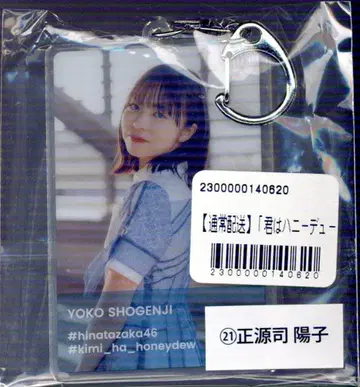 2300000140620
【通常配送】「君はハニーデュー
2300000140620
YOKO SHOGENJI
#hinatazaka46
#kimi_ha_honeydew
㉑正源司 陽子